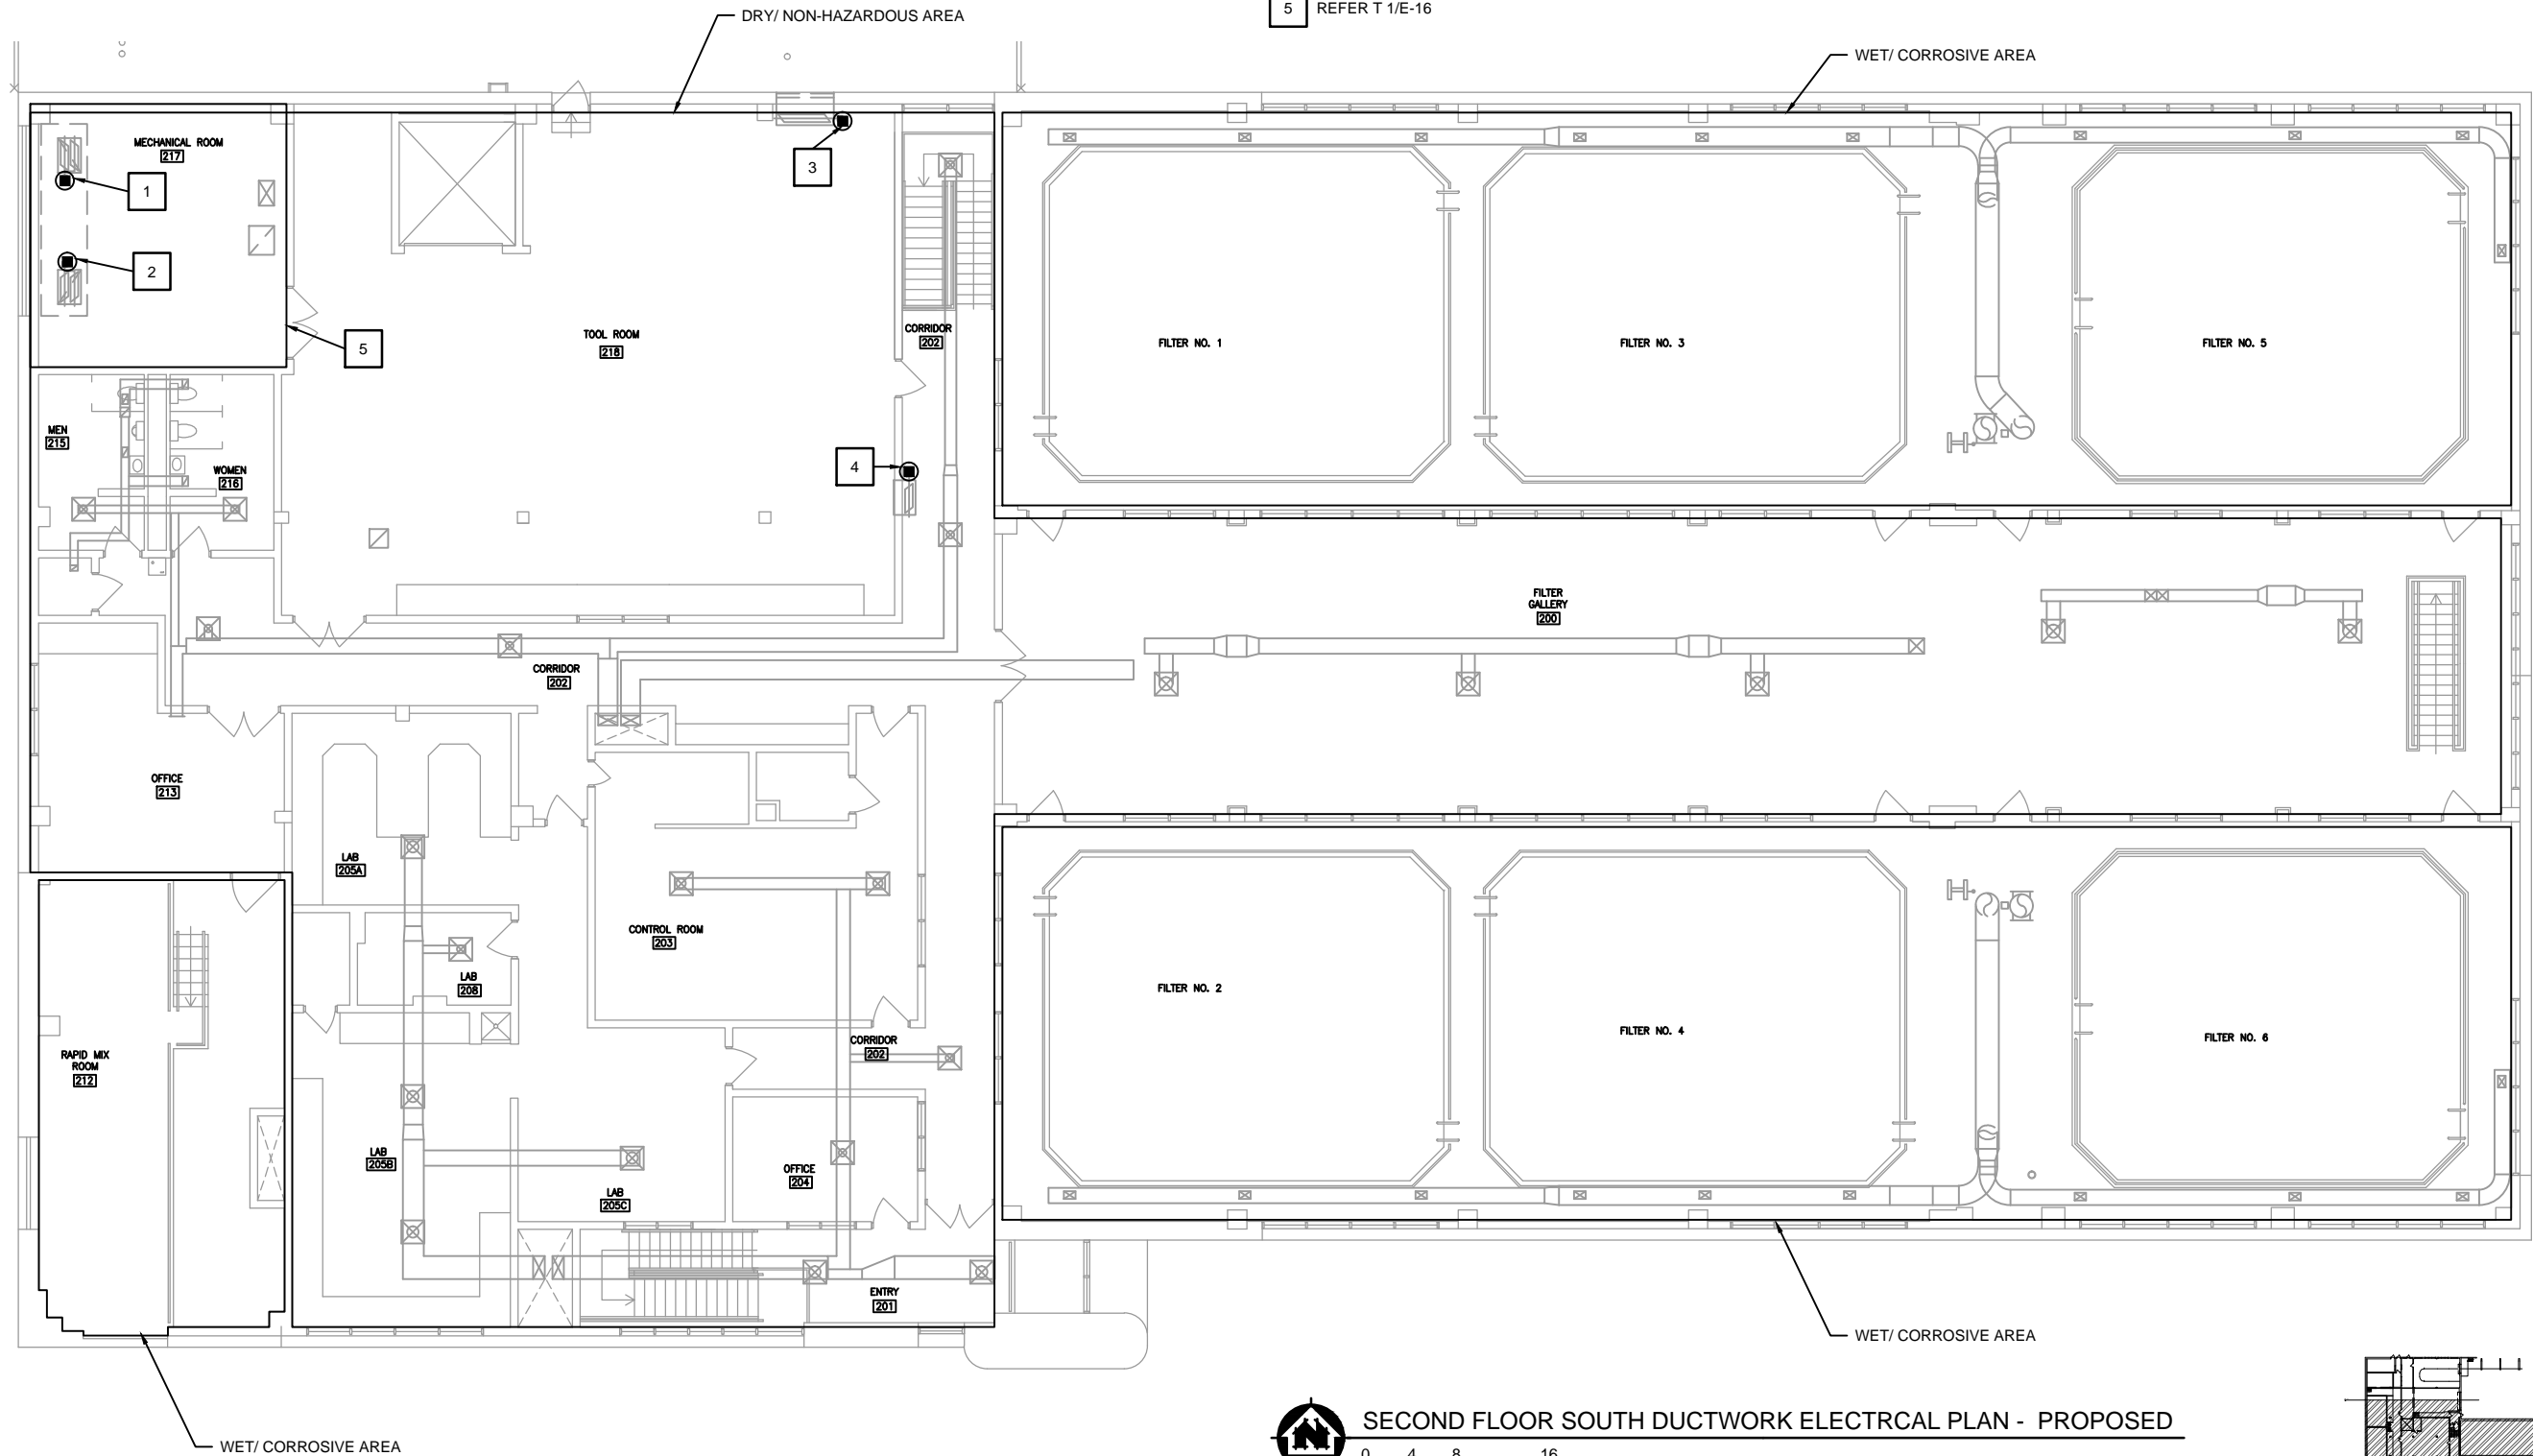 DRY/ NON-HAZARDOUS AREA
5 REFER T 1/E-16
WET/ CORROSIVE AREA
MECHANICAL ROOM
217
1
2
3
5
TOOL ROOM
218
CORRIDOR
202
4
MEN
215
WOMEN
216
FILTER NO. 1
FILTER NO. 3
FILTER NO. 5
FILTER
GALLERY
200
CORRIDOR
202
OFFICE
213
LAB
205A
CONTROL ROOM
203
LAB
208
CORRIDOR
202
RAPID MIX
ROOM
212
LAB
205B
LAB
205C
OFFICE
204
ENTRY
201
FILTER NO. 2
FILTER NO. 4
FILTER NO. 6
WET/ CORROSIVE AREA
WET/ CORROSIVE AREA
N
SECOND FLOOR SOUTH DUCTWORK ELECTRCAL PLAN - PROPOSED
0 4 8 16